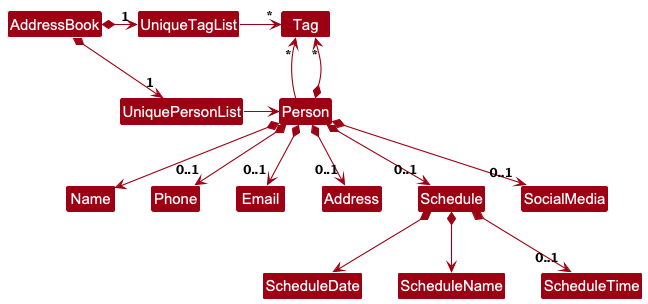 AddressBook 1 UniqueTagList * Tag
* *
1
UniquePersonList Person
0..1 0..1 0..1 0..1 0..1
Name Phone Email Address Schedule SocialMedia
0..1
ScheduleDate ScheduleName ScheduleTime